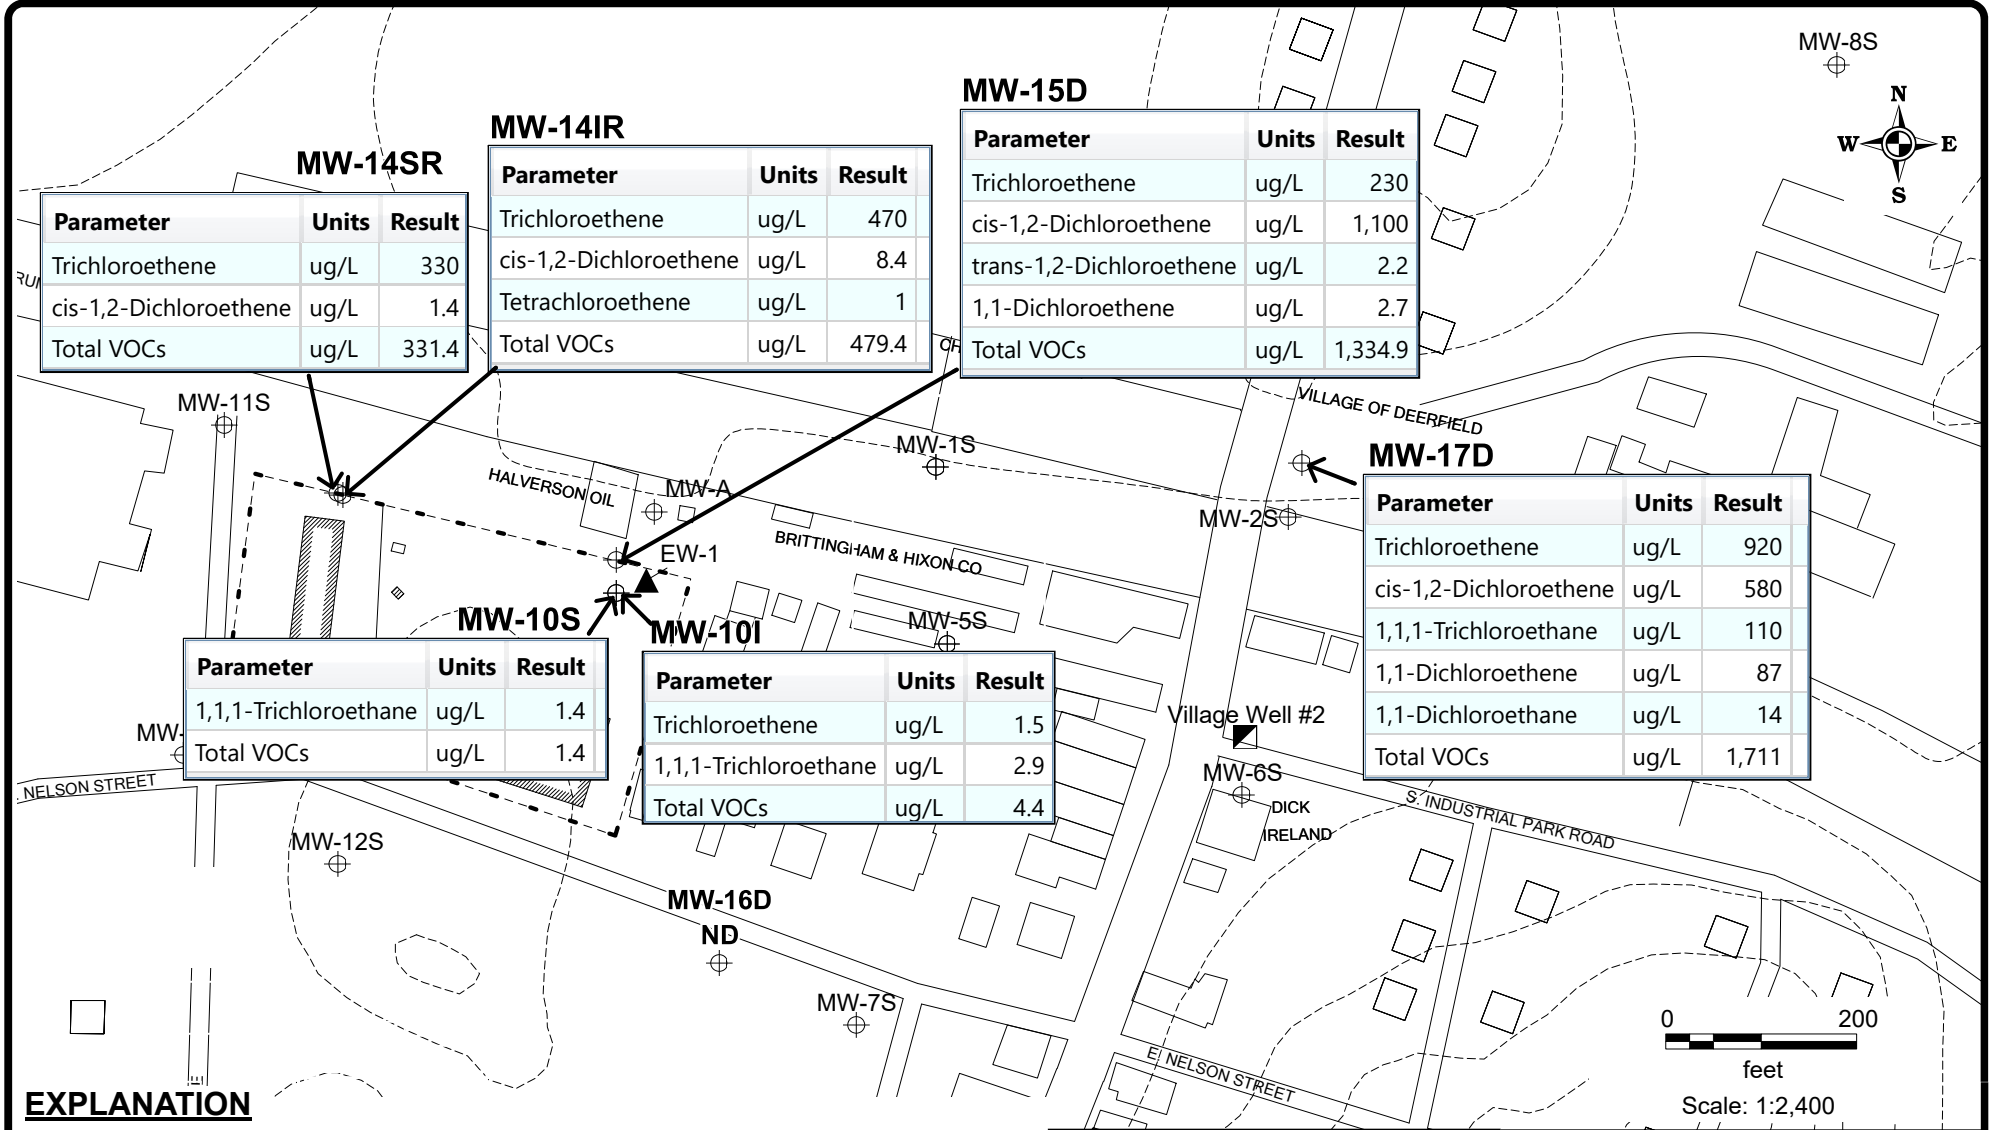 MW-8S
N
W E
S
MW-15D
Parameter Units Result
Trichloroethene ug/L 230
cis-1,2-Dichloroethene ug/L 1,100
trans-1,2-Dichloroethene ug/L 2.2
1,1-Dichloroethene ug/L 2.7
Total VOCs ug/L 1,334.9
MW-14IR
Parameter Units Result
Trichloroethene ug/L 470
cis-1,2-Dichloroethene ug/L 8.4
Tetrachloroethene ug/L 1
Total VOCs ug/L 479.4
MW-14SR
Parameter Units Result
Trichloroethene ug/L 330
cis-1,2-Dichloroethene ug/L 1.4
Total VOCs ug/L 331.4
MW-11S
VILLAGE OF DEERFIELD
MW-1S
HALVERSON OIL
MW-A
MW-2S
BRITTINGHAM & HIXON CO
EW-1
MW-17D
Parameter Units Result
Trichloroethene ug/L 920
cis-1,2-Dichloroethene ug/L 580
1,1,1-Trichloroethane ug/L 110
1,1-Dichloroethene ug/L 87
1,1-Dichloroethane ug/L 14
Total VOCs ug/L 1,711
MW-10S
Parameter Units Result
1,1,1-Trichloroethane ug/L 1.4
Total VOCs ug/L 1.4
MW-10I
Parameter Units Result
Trichloroethene ug/L 1.5
1,1,1-Trichloroethane ug/L 2.9
Total VOCs ug/L 4.4
MW-5S
Village Well #2
MW-
NELSON STREET
MW-6S
DICK
IRELAND
S. INDUSTRIAL PARK ROAD
MW-12S
MW-16D
ND
MW-7S
E. NELSON STREET
0 200
feet
Scale: 1:2,400
EXPLANATION